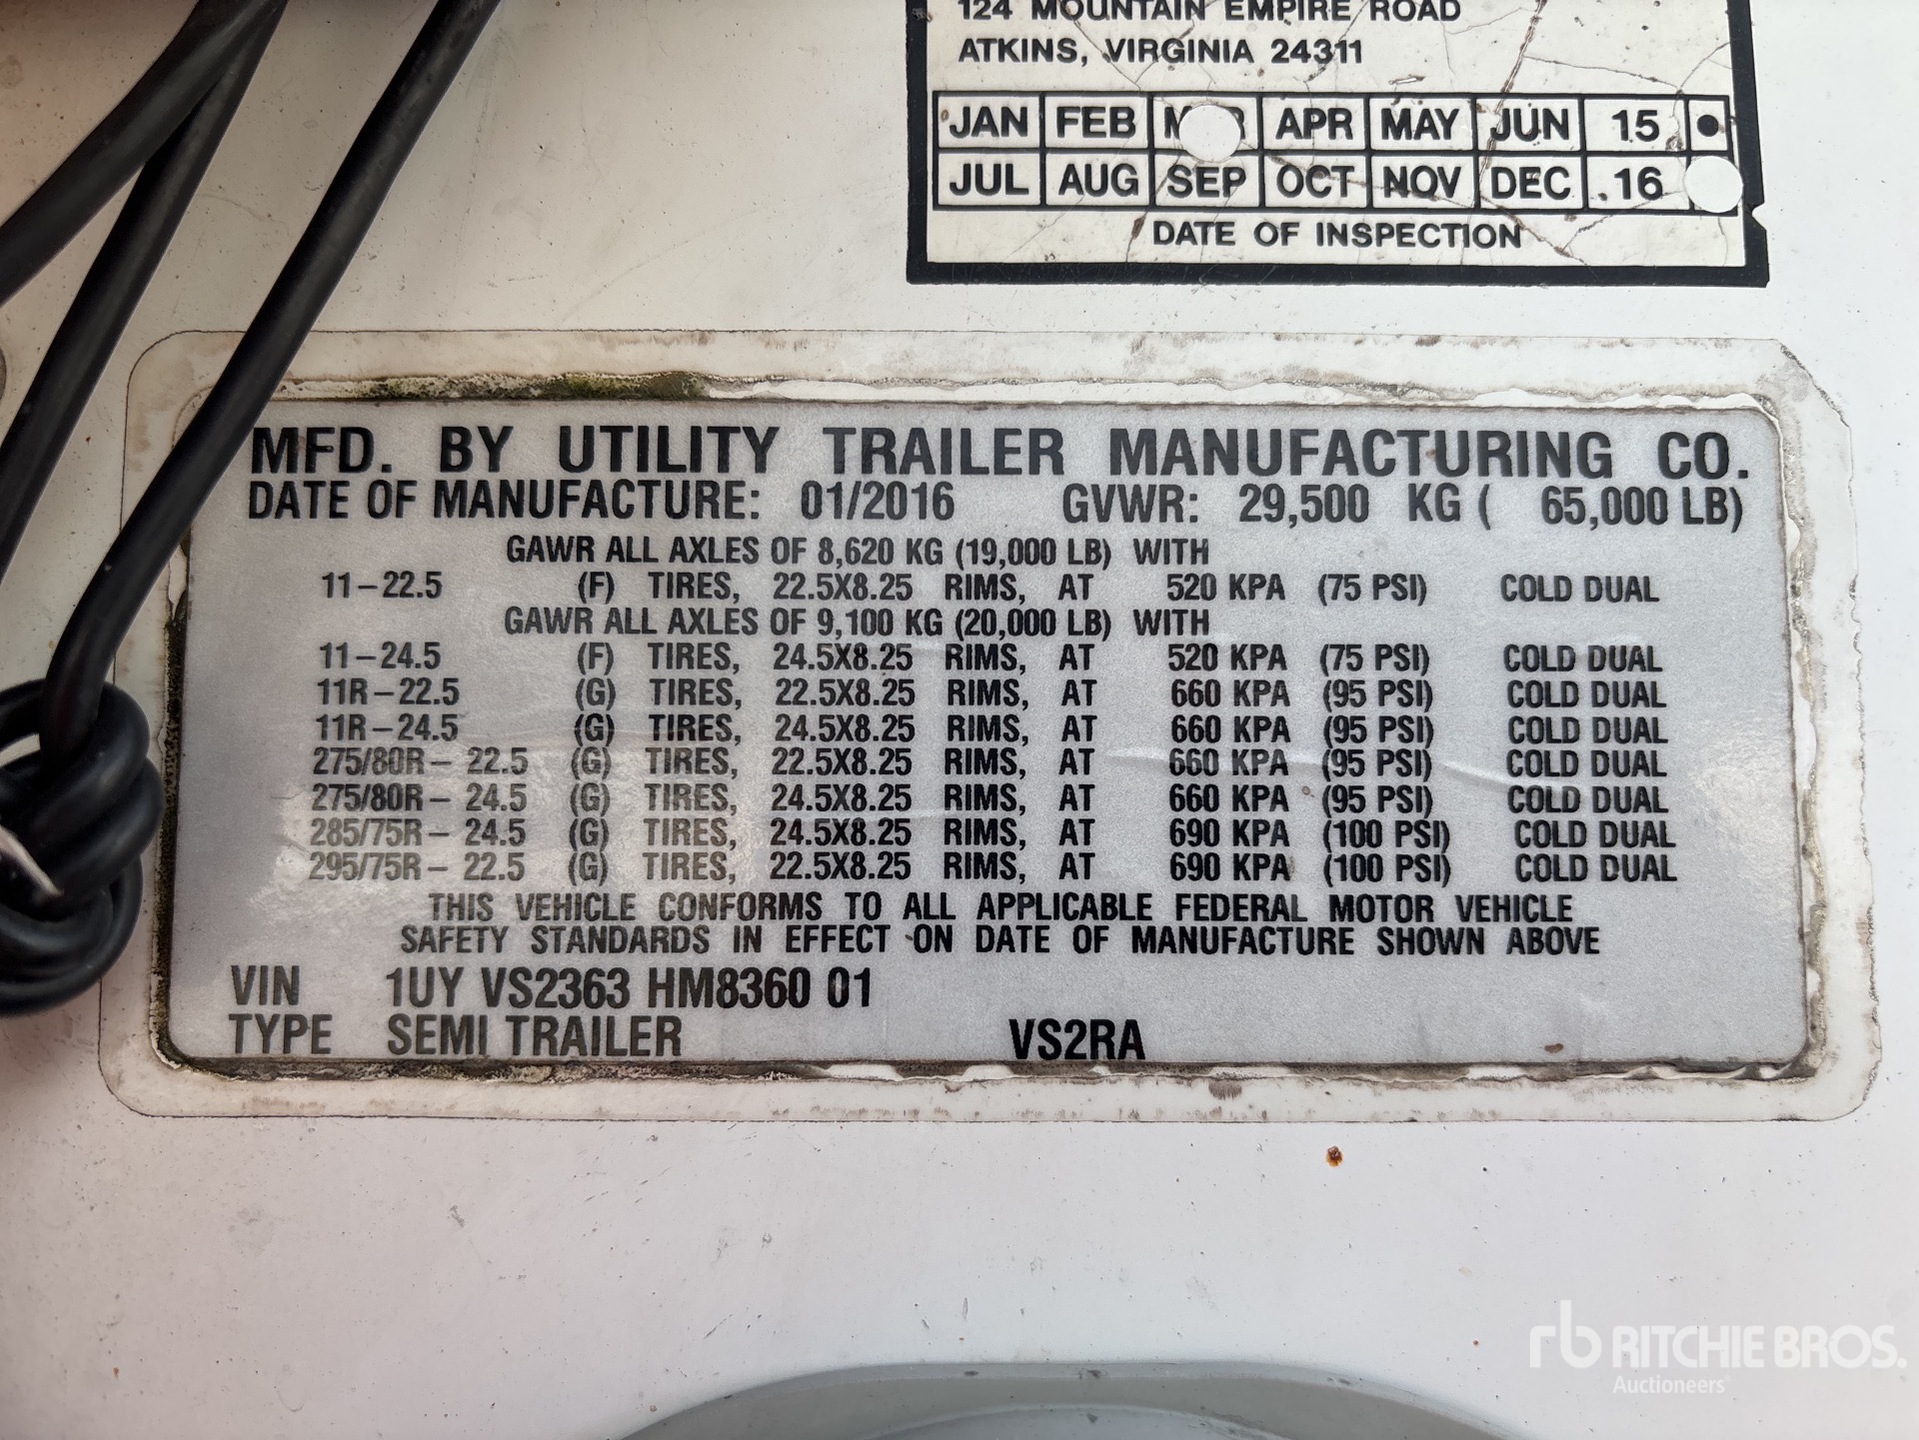 124 MOUNTAIN EMPIRE ROAD
ATKINS, VIRGINIA 24311
JAN FEB APR MAY JUN 15
JUL AUG SEP OCT NOV DEC 16
DATE OF INSPECTION
MFD. BY UTILITY TRAILER MANUFACTURING CO.
DATE OF MANUFACTURE: 01/2016 GVWR: 29,500 KG ( 65,000 LB)
GAWR ALL AXLES OF 8,620 KG (19,000 LB) WITH
11-22.5 (F) TIRES, 22.5X8.25 RIMS, AT 520 KPA (75 PSI) COLD DUAL
GAWR ALL AXLES OF 9,100 KG (20,000 LB) WITH
11-24.5 (F) TIRES, 24.5X8.25 RIMS, AT 520 KPA (75 PSI) COLD DUAL
11R-22.5 (G) TIRES, 22.5X8.25 RIMS, AT 660 KPA (95 PSI) COLD DUAL
11R-24.5 (G) TIRES, 24.5X8.25 RIMS, AT 660 KPA (95 PSI) COLD DUAL
275/80R- 22.5 (G) TIRES, 22.5X8.25 RIMS, AT 660 KPA (95 PSI) COLD DUAL
275/80R- 24.5 (G) TIRES, 24.5X8.25 RIMS, AT 660 KPA (95 PSI) COLD DUAL
285/75R- 24.5 (G) TIRES, 24.5X8.25 RIMS, AT 690 KPA (100 PSI) COLD DUAL
295/75R- 22.5 (G) TIRES, 22.5X8.25 RIMS, AT 690 KPA (100 PSI) COLD DUAL
THIS VEHICLE CONFORMS TO ALL APPLICABLE FEDERAL MOTOR VEHICLE
SAFETY STANDARDS IN EFFECT ON DATE OF MANUFACTURE SHOWN ABOVE
VIN 1UY VS2363 HM8360 01
TYPE SEMI TRAILER VS2RA
rb RITCHIE BROS.
Auctioneers